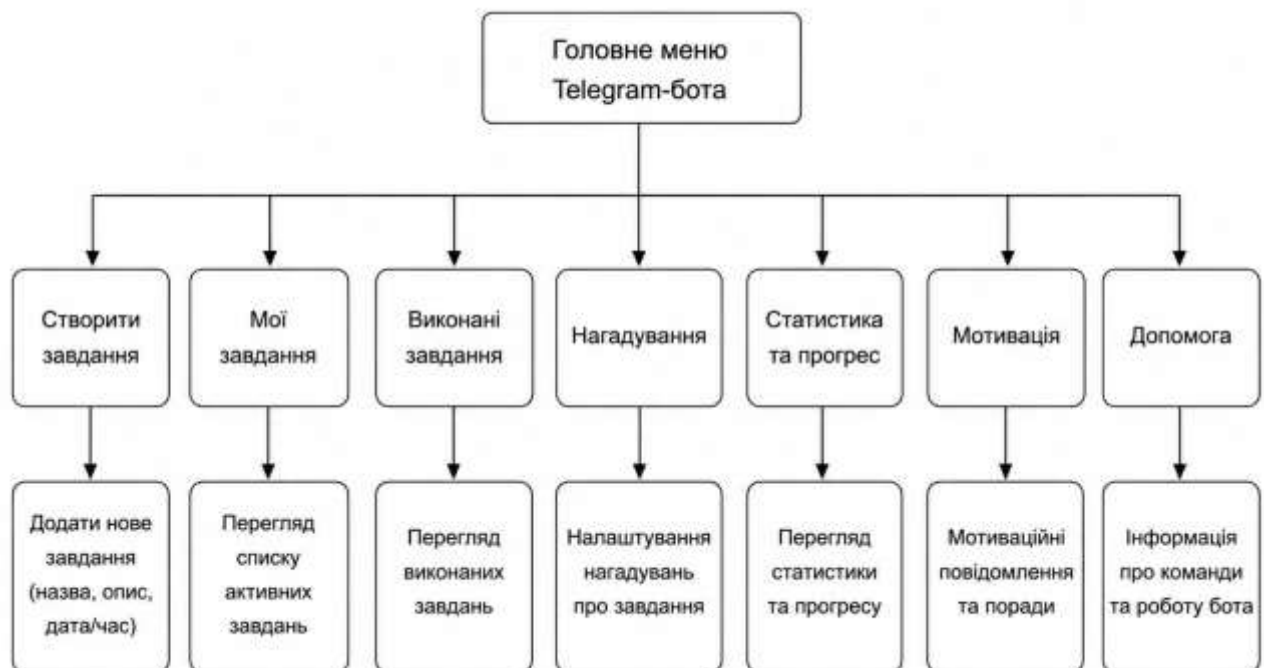 Головне меню
Telegram-бота
Створити
завдання
Мої
завдання
Виконані
завдання
Нагадування
Статистика
та прогрес
Мотивація
Допомога
Додати нове
завдання
(назва, опис,
дата/час)
Перегляд
списку
активних
завдань
Перегляд
виконаних
завдань
Налаштування
нагадувань
про завдання
Перегляд
статистики
та прогресу
Мотиваційні
повідомлення
та поради
Інформація
про команди
та роботу бота